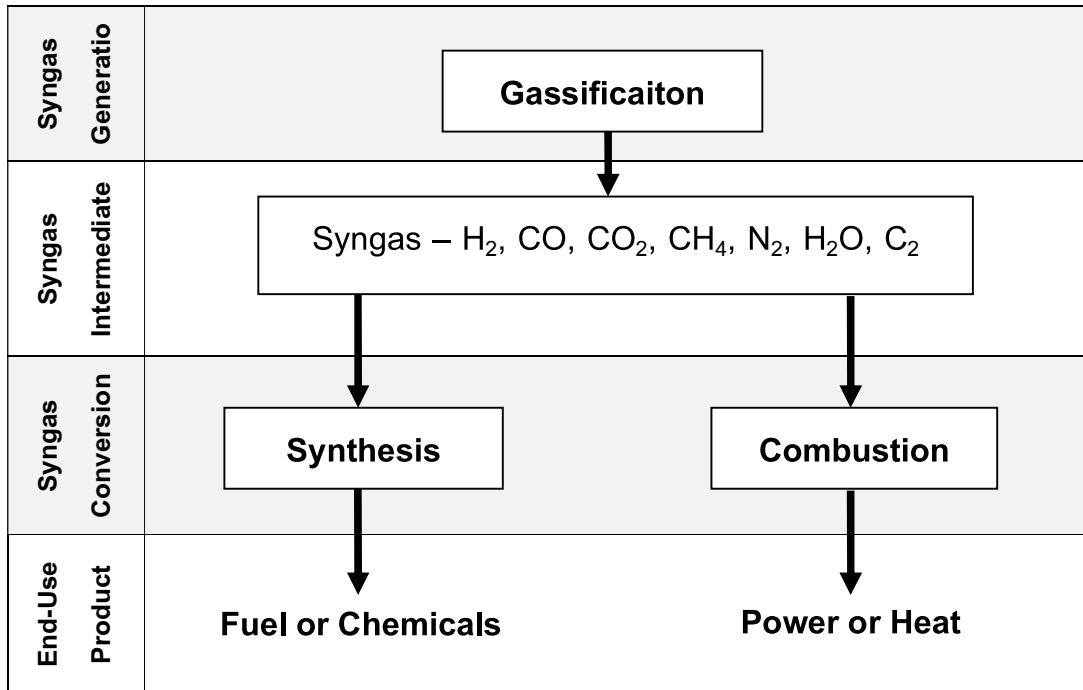 Syngas
Generatio
Gassificaiton
Syngas
Intermediate
Syngas – H₂, CO, CO₂, CH₄, N₂, H₂O, C₂
Syngas
Conversion
Synthesis
Combustion
End-Use
Product
Fuel or Chemicals
Power or Heat